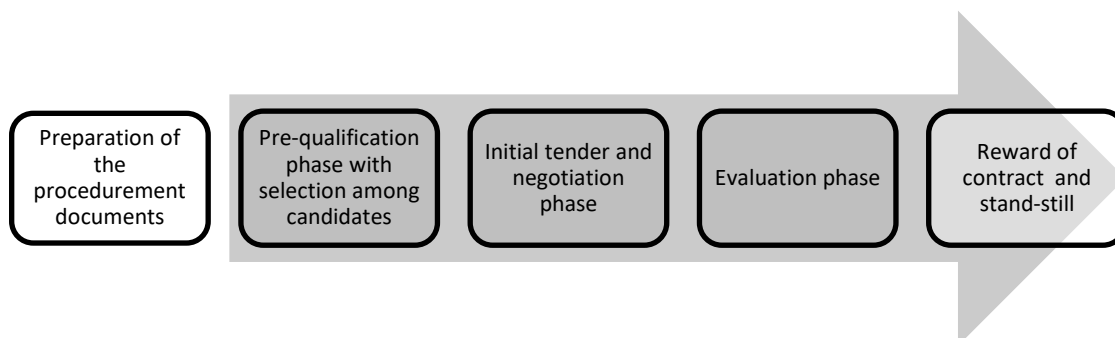 Preparation of
the
procedurement
documents
Pre-qualification
phase with
selection among
candidates
Initial tender and
negotiation
phase
Evaluation phase
Reward of
contract and
stand-still